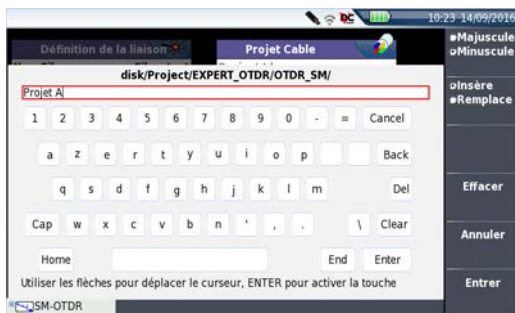 10:23 14/09/2016
Définition de la liaison
Projet Cable
Majuscule
Minuscule
disk/Project/EXPERT_OTDR/OTDR_SM/
Projet A
Insère
Remplace
1 2 3 4 5 6 7 8 9 0 - = Cancel
a z e r t y u i o p Back
q s d f g h j k l m Del
Effacer
Cap w x c v b n ' , . \ Clear
Annuler
Home End Enter
Utiliser les flèches pour déplacer le curseur, ENTER pour activer la touche
Entrer
SM-OTDR